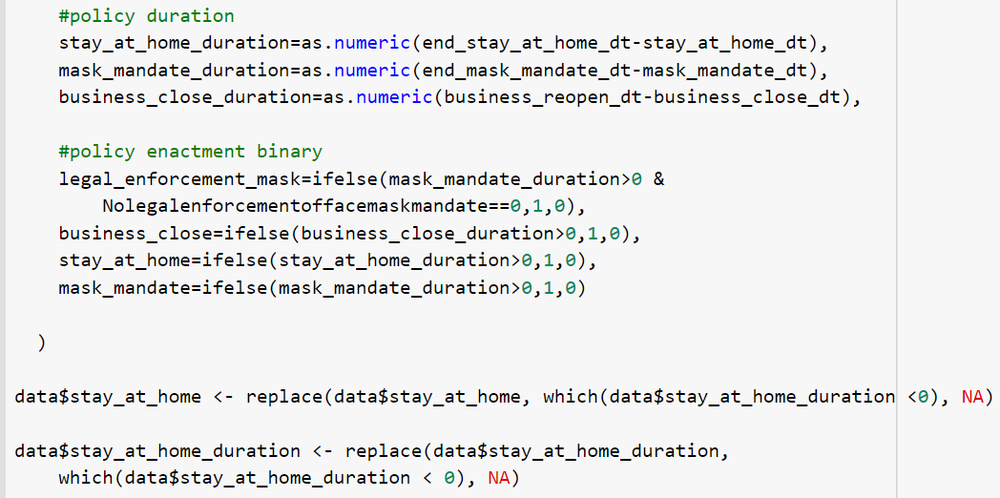 #policy duration
stay_at_home_duration=as.numeric(end_stay_at_home_dt-stay_at_home_dt),
mask_mandate_duration=as.numeric(end_mask_mandate_dt-mask_mandate_dt),
business_close_duration=as.numeric(business_reopen_dt-business_close_dt),
#policy enactment binary
legal_enforcement_mask=ifelse(mask_mandate_duration>0 &
Nolegalenforcementoffacemaskmandate==0,1,0),
business_close=ifelse(business_close_duration>0,1,0),
stay_at_home=ifelse(stay_at_home_duration>0,1,0),
mask_mandate=ifelse(mask_mandate_duration>0,1,0)
)
data$stay_at_home <- replace(data$stay_at_home, which(data$stay_at_home_duration <0), NA)
data$stay_at_home_duration <- replace(data$stay_at_home_duration,
which(data$stay_at_home_duration < 0), NA)